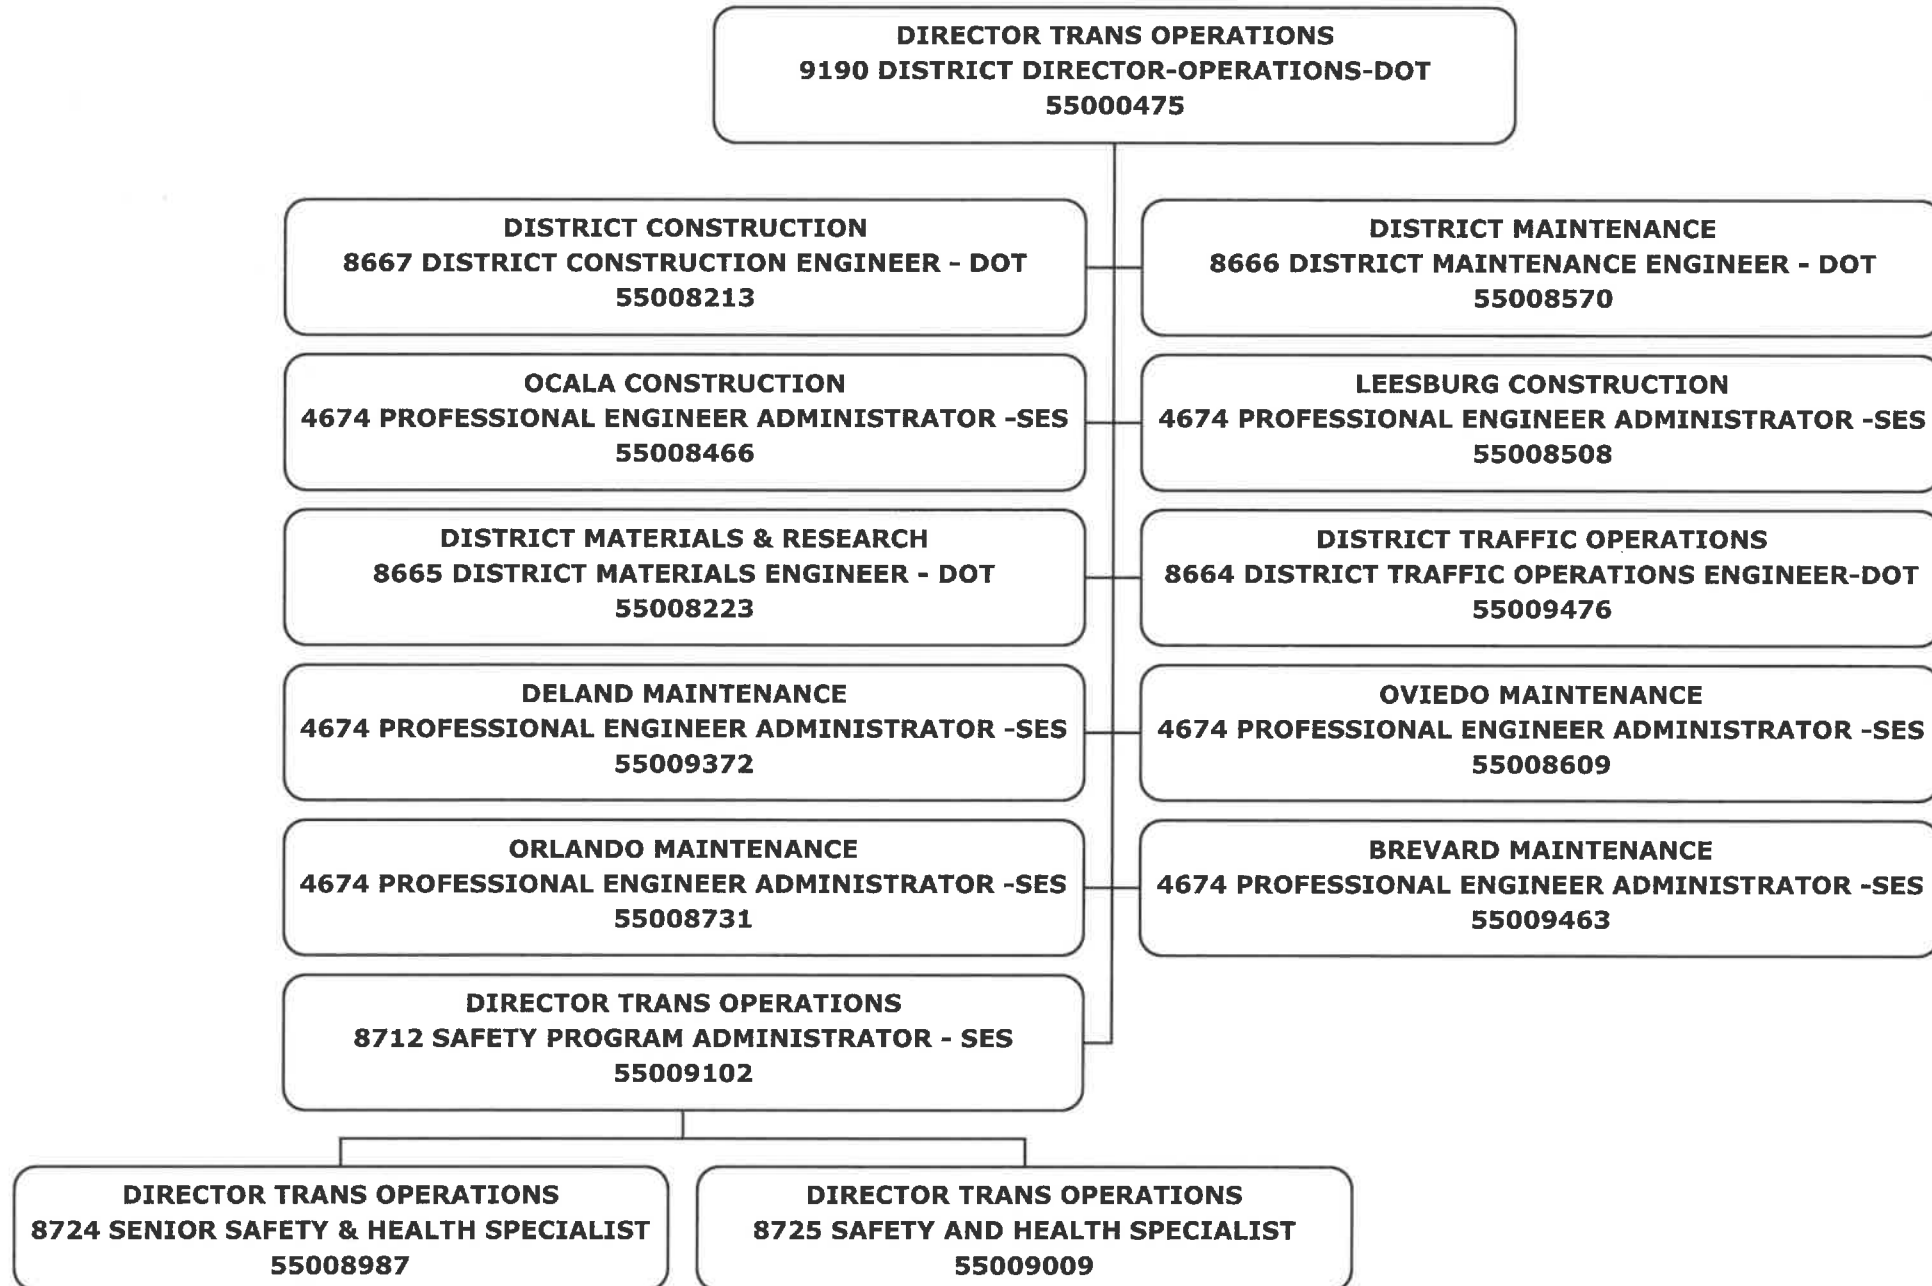 DIRECTOR TRANS OPERATIONS
9190 DISTRICT DIRECTOR-OPERATIONS-DOT
55000475
DISTRICT CONSTRUCTION
8667 DISTRICT CONSTRUCTION ENGINEER - DOT
55008213
DISTRICT MAINTENANCE
8666 DISTRICT MAINTENANCE ENGINEER - DOT
55008570
OCALA CONSTRUCTION
4674 PROFESSIONAL ENGINEER ADMINISTRATOR -SES
55008466
LEESBURG CONSTRUCTION
4674 PROFESSIONAL ENGINEER ADMINISTRATOR -SES
55008508
DISTRICT MATERIALS & RESEARCH
8665 DISTRICT MATERIALS ENGINEER - DOT
55008223
DISTRICT TRAFFIC OPERATIONS
8664 DISTRICT TRAFFIC OPERATIONS ENGINEER-DOT
55009476
DELAND MAINTENANCE
4674 PROFESSIONAL ENGINEER ADMINISTRATOR -SES
55009372
OVIEDO MAINTENANCE
4674 PROFESSIONAL ENGINEER ADMINISTRATOR -SES
55008609
ORLANDO MAINTENANCE
4674 PROFESSIONAL ENGINEER ADMINISTRATOR -SES
55008731
BREVARD MAINTENANCE
4674 PROFESSIONAL ENGINEER ADMINISTRATOR -SES
55009463
DIRECTOR TRANS OPERATIONS
8712 SAFETY PROGRAM ADMINISTRATOR - SES
55009102
DIRECTOR TRANS OPERATIONS
8724 SENIOR SAFETY & HEALTH SPECIALIST
55008987
DIRECTOR TRANS OPERATIONS
8725 SAFETY AND HEALTH SPECIALIST
55009009